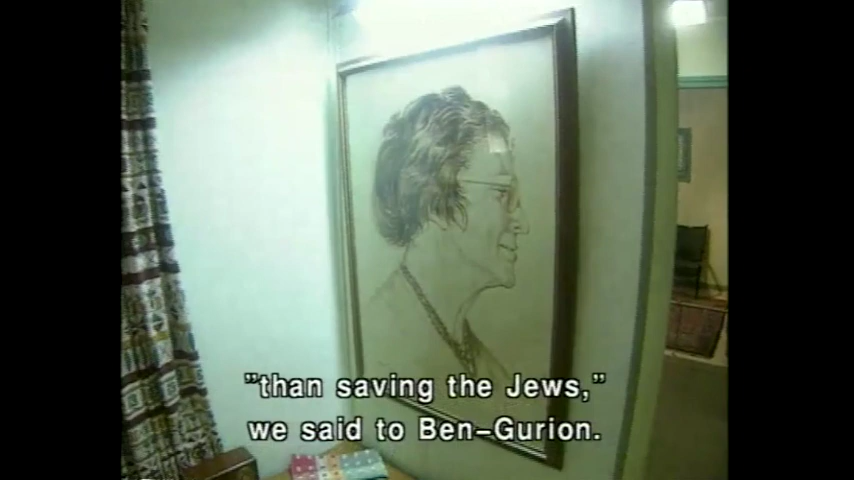 "than saving the Jews,"
we said to Ben-Gurion.